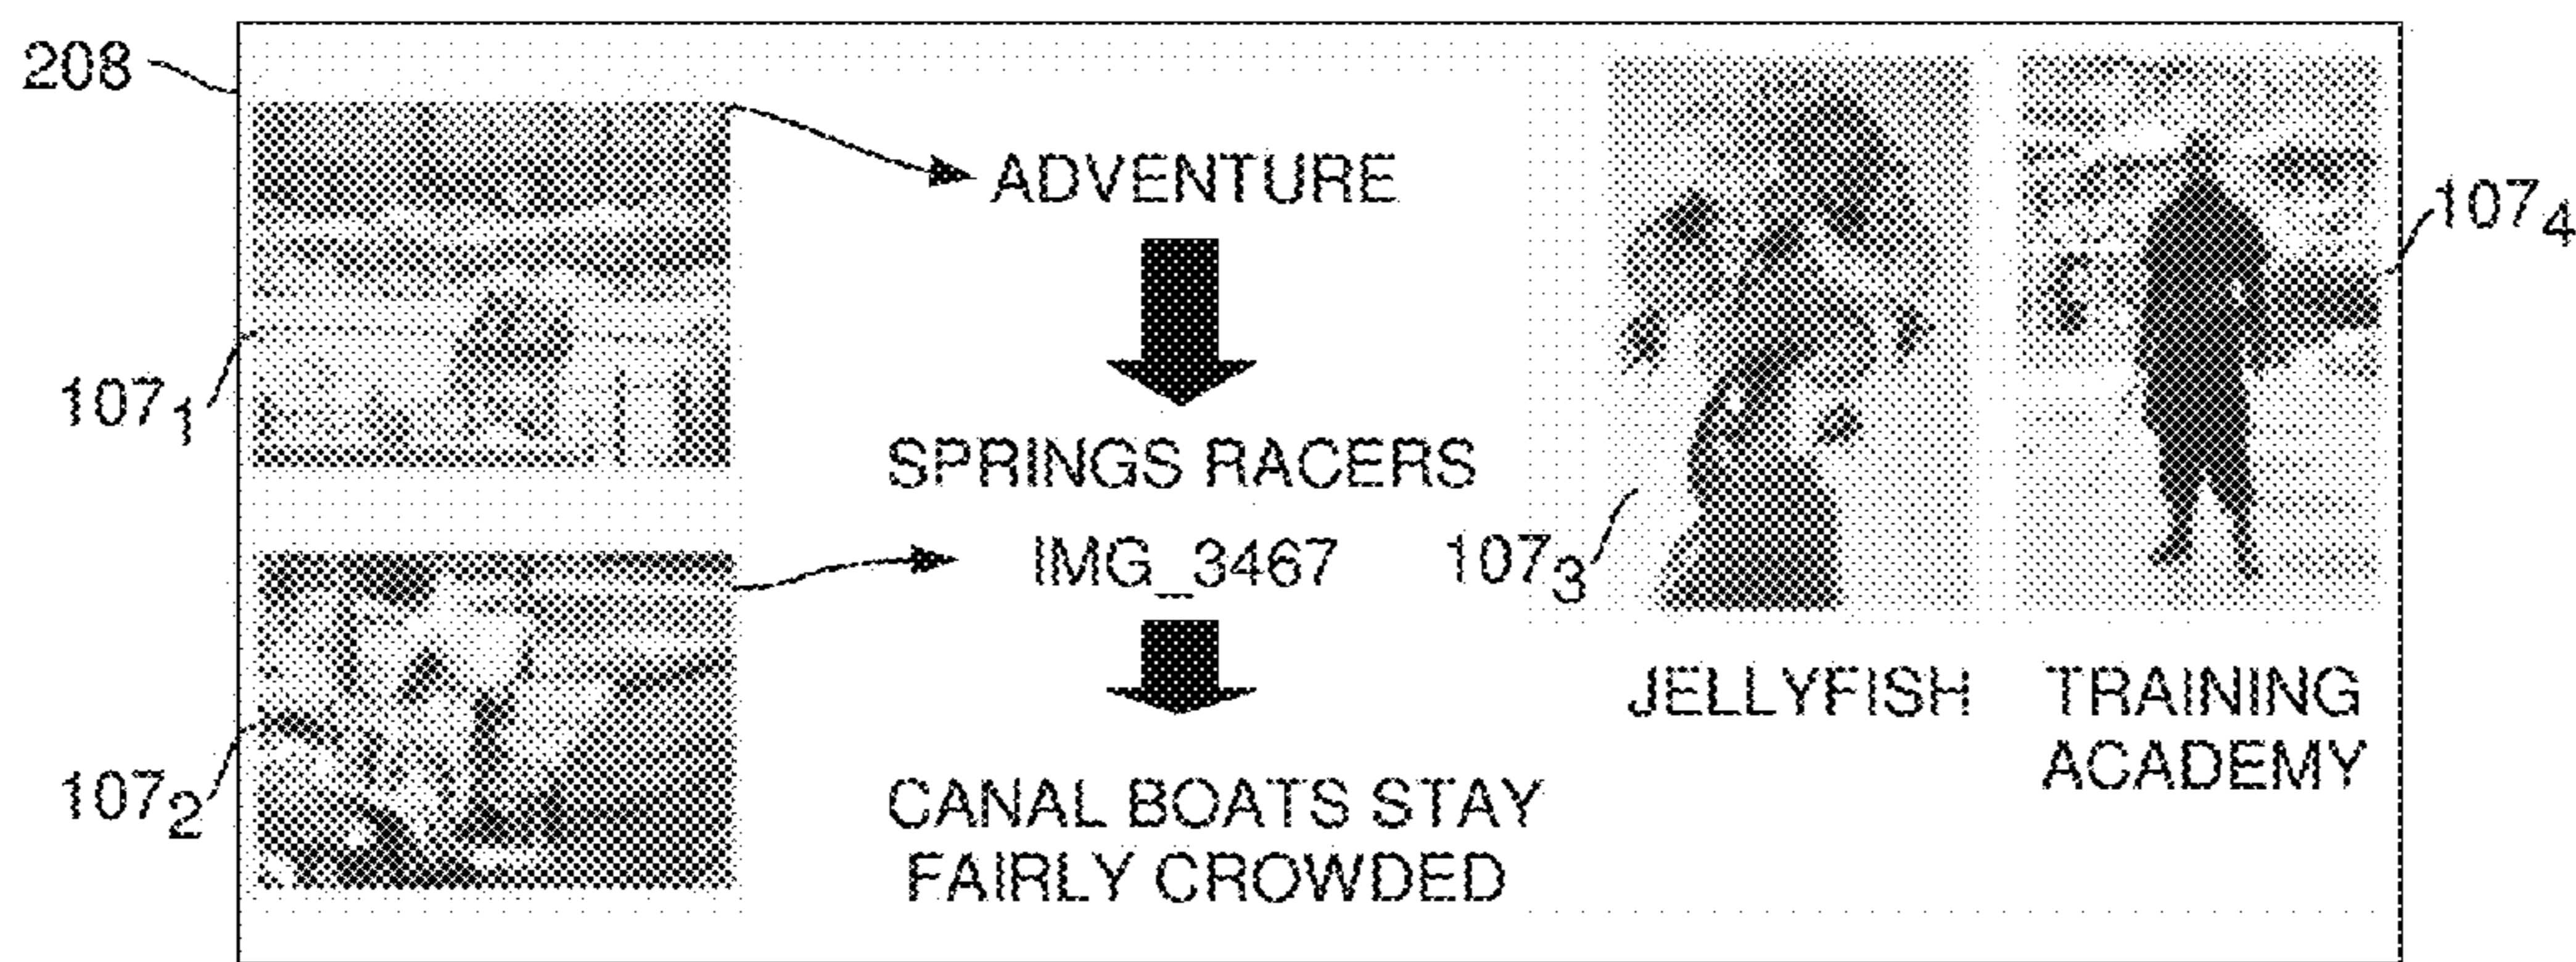 208
107₁
107₂
ADVENTURE
SPRINGS RACERS
IMG_3467
CANAL BOATS STAY
FAIRLY CROWDED
107₃
107₄
JELLYFISH
TRAINING
ACADEMY